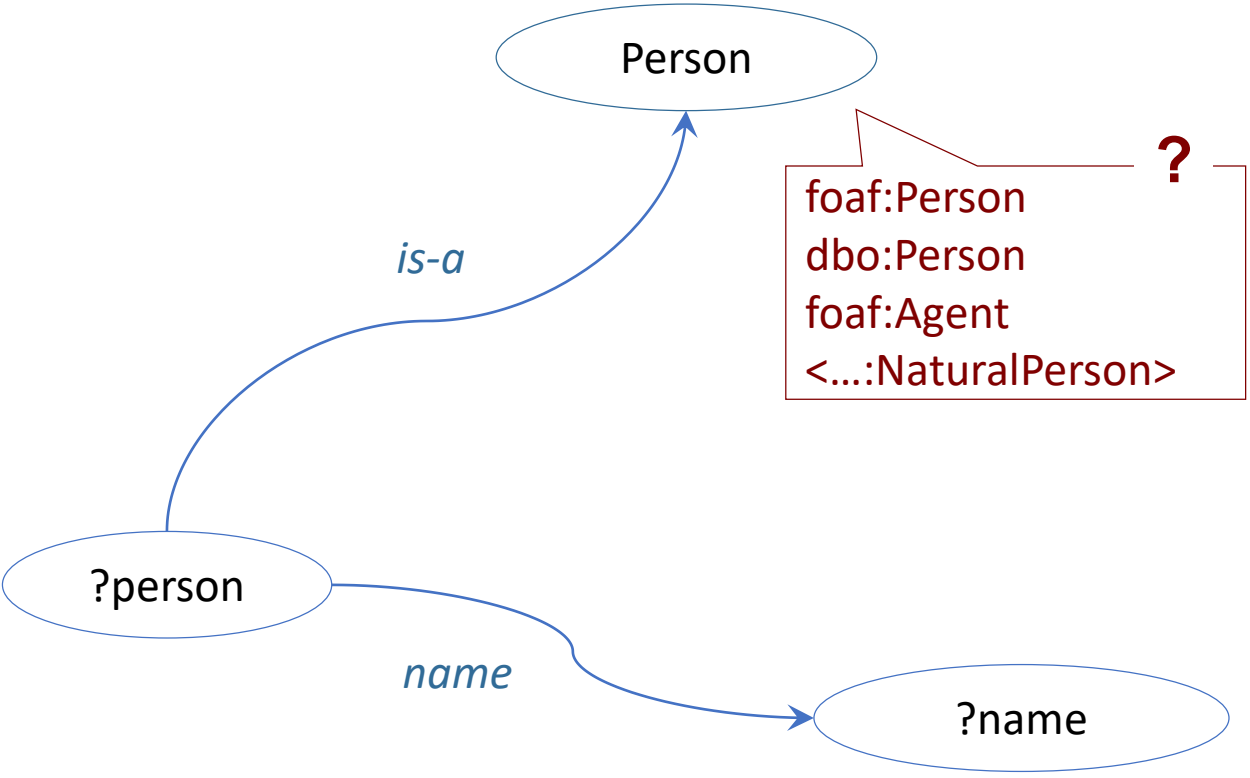 Person
?
foaf:Person
dbo:Person
foaf:Agent
<…:NaturalPerson>
is-a
?person
name
?name